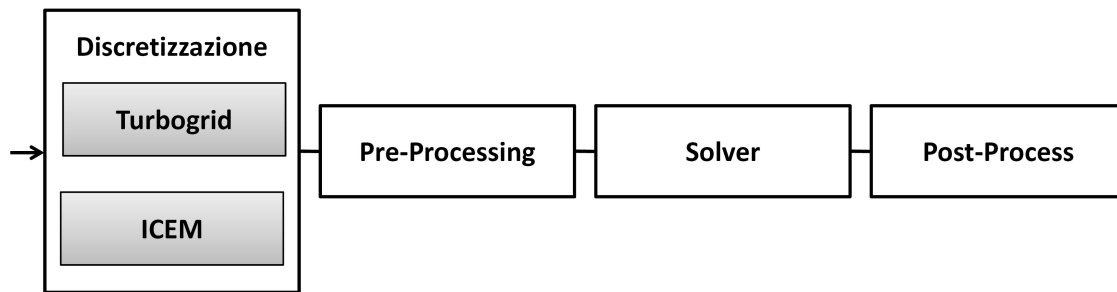 Discretizzazione
Turbogrid
ICEM
Pre-Processing
Solver
Post-Process